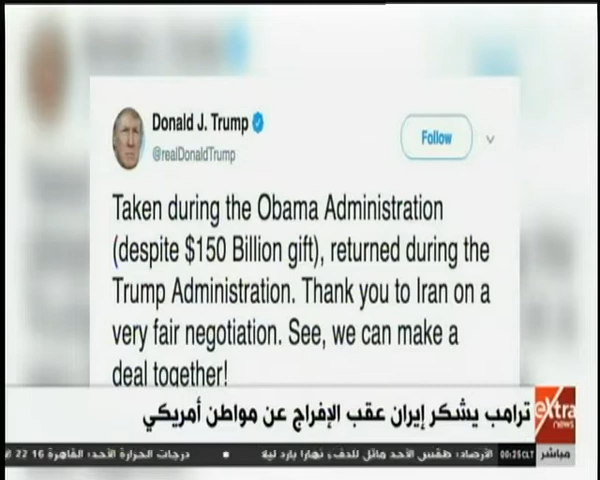 Donald J. Trump
@realDonaldTrump
Follow
Taken during the Obama Administration
(despite $150 Billion gift), returned during the
Trump Administration. Thank you to Iran on a
very fair negotiation. See, we can make a
deal together!
ترامب يشكر إيران عقب الإفراج عن مواطن أمريكي
eXtra
news
مباشر
00:25CLT
الأرصاد: طقس الأحد مائل للدفء نهارا بارد ليلا * درجات الحرارة الأحد: القاهرة 16 22